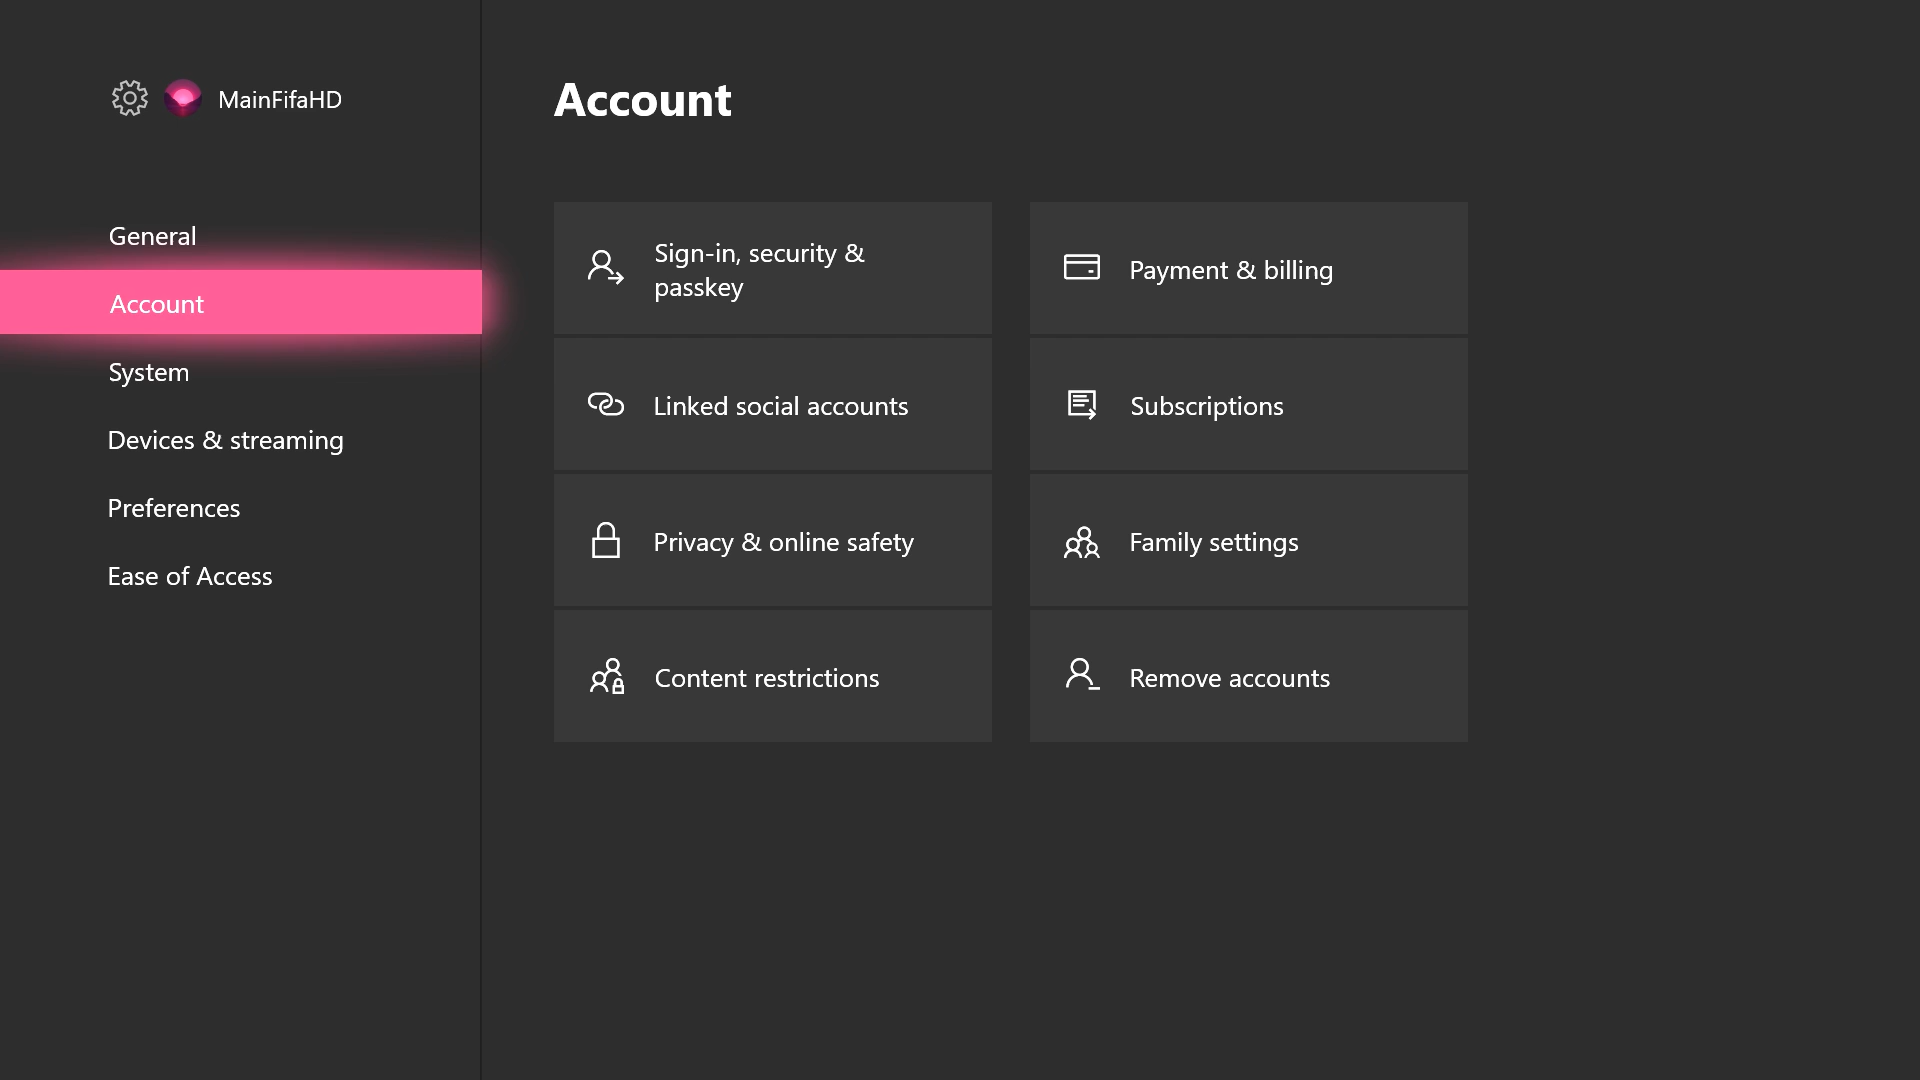 MainFifaHD
General
Account
System
Devices & streaming
Preferences
Ease of Access
Account
Sign-in, security &
passkey
Payment & billing
Linked social accounts
Subscriptions
Privacy & online safety
Family settings
Content restrictions
Remove accounts